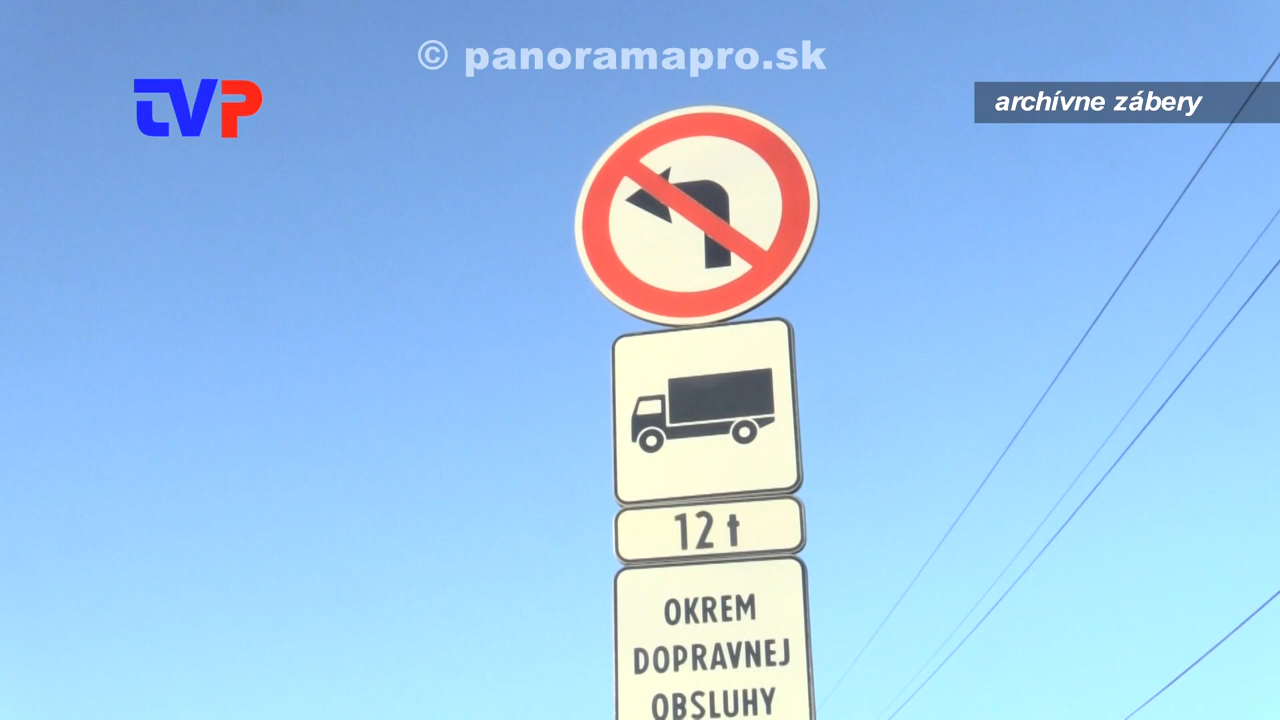 © panoramapro.sk
TVP
archívne zábery
12 t
OKREM
DOPRAVNEJ
OBSLUHY